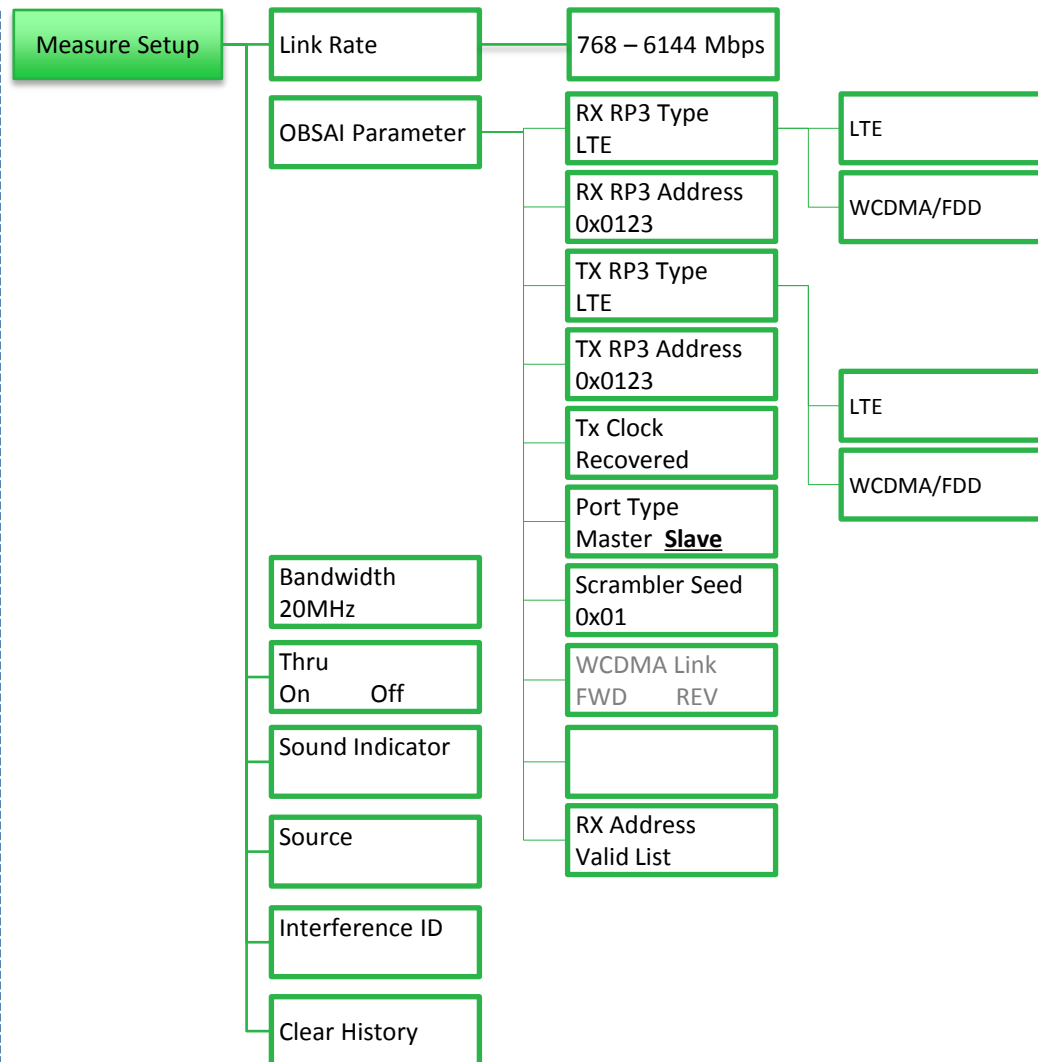 Measure Setup
Link Rate
768 – 6144 Mbps
OBSAI Parameter
RX RP3 Type
LTE
LTE
WCDMA/FDD
RX RP3 Address
0x0123
TX RP3 Type
LTE
LTE
WCDMA/FDD
TX RP3 Address
0x0123
Tx Clock
Recovered
Port Type
Master Slave
Scrambler Seed
0x01
WCDMA Link
FWD REV
RX Address
Valid List
Bandwidth
20MHz
Thru
On Off
Sound Indicator
Source
Interference ID
Clear History